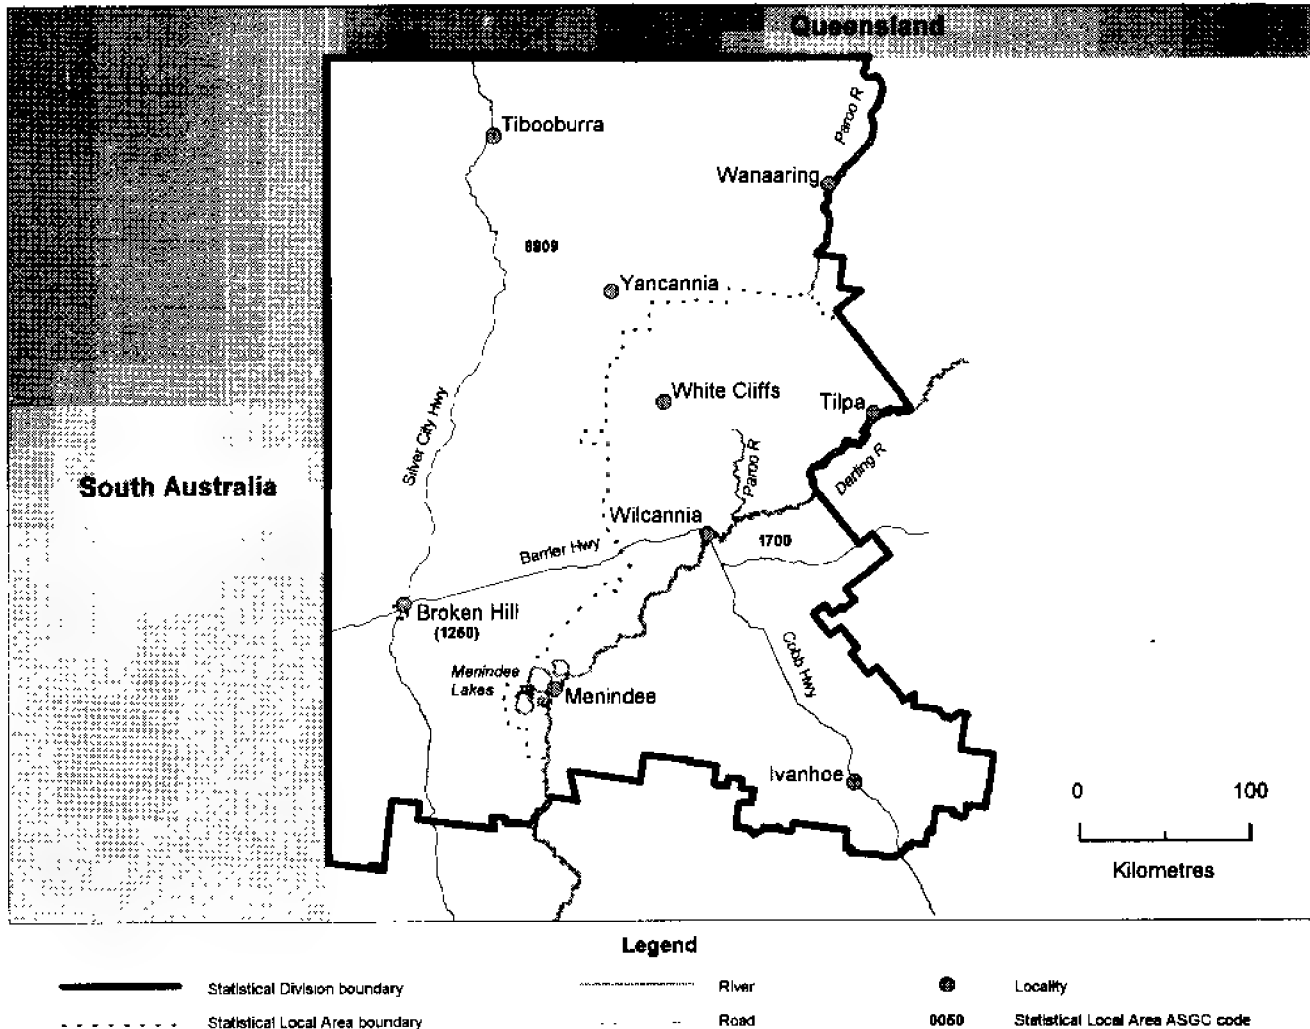 Queensland
Tibooburra
Paroo R
Wanaaring
8809
Yancannia
White Cliffs
Tilpa
Silver City Hwy
South Australia
Paroo R
Darling R
Wilcannia
1700
Barrier Hwy
Broken Hill
(1250)
Cobb Hwy
Menindee
Lakes
Menindee
Ivanhoe
0 100
Kilometres
Legend
Statistical Division boundary
River
Locality
Statistical Local Area boundary
Road
0050 Statistical Local Area ASGC code